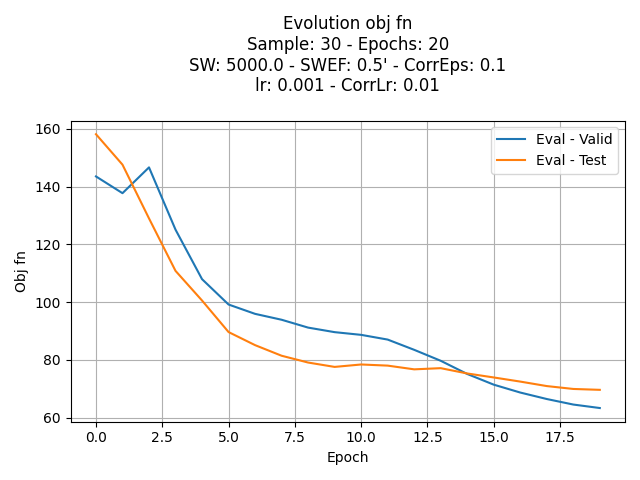 Evolution obj fn
Sample: 30 - Epochs: 20
SW: 5000.0 - SWEF: 0.5' - CorrEps: 0.1
lr: 0.001 - CorrLr: 0.01
Eval - Valid
Eval - Test
160
140
120
100
80
60
Obj fn
0.0 2.5 5.0 7.5 10.0 12.5 15.0 17.5
Epoch